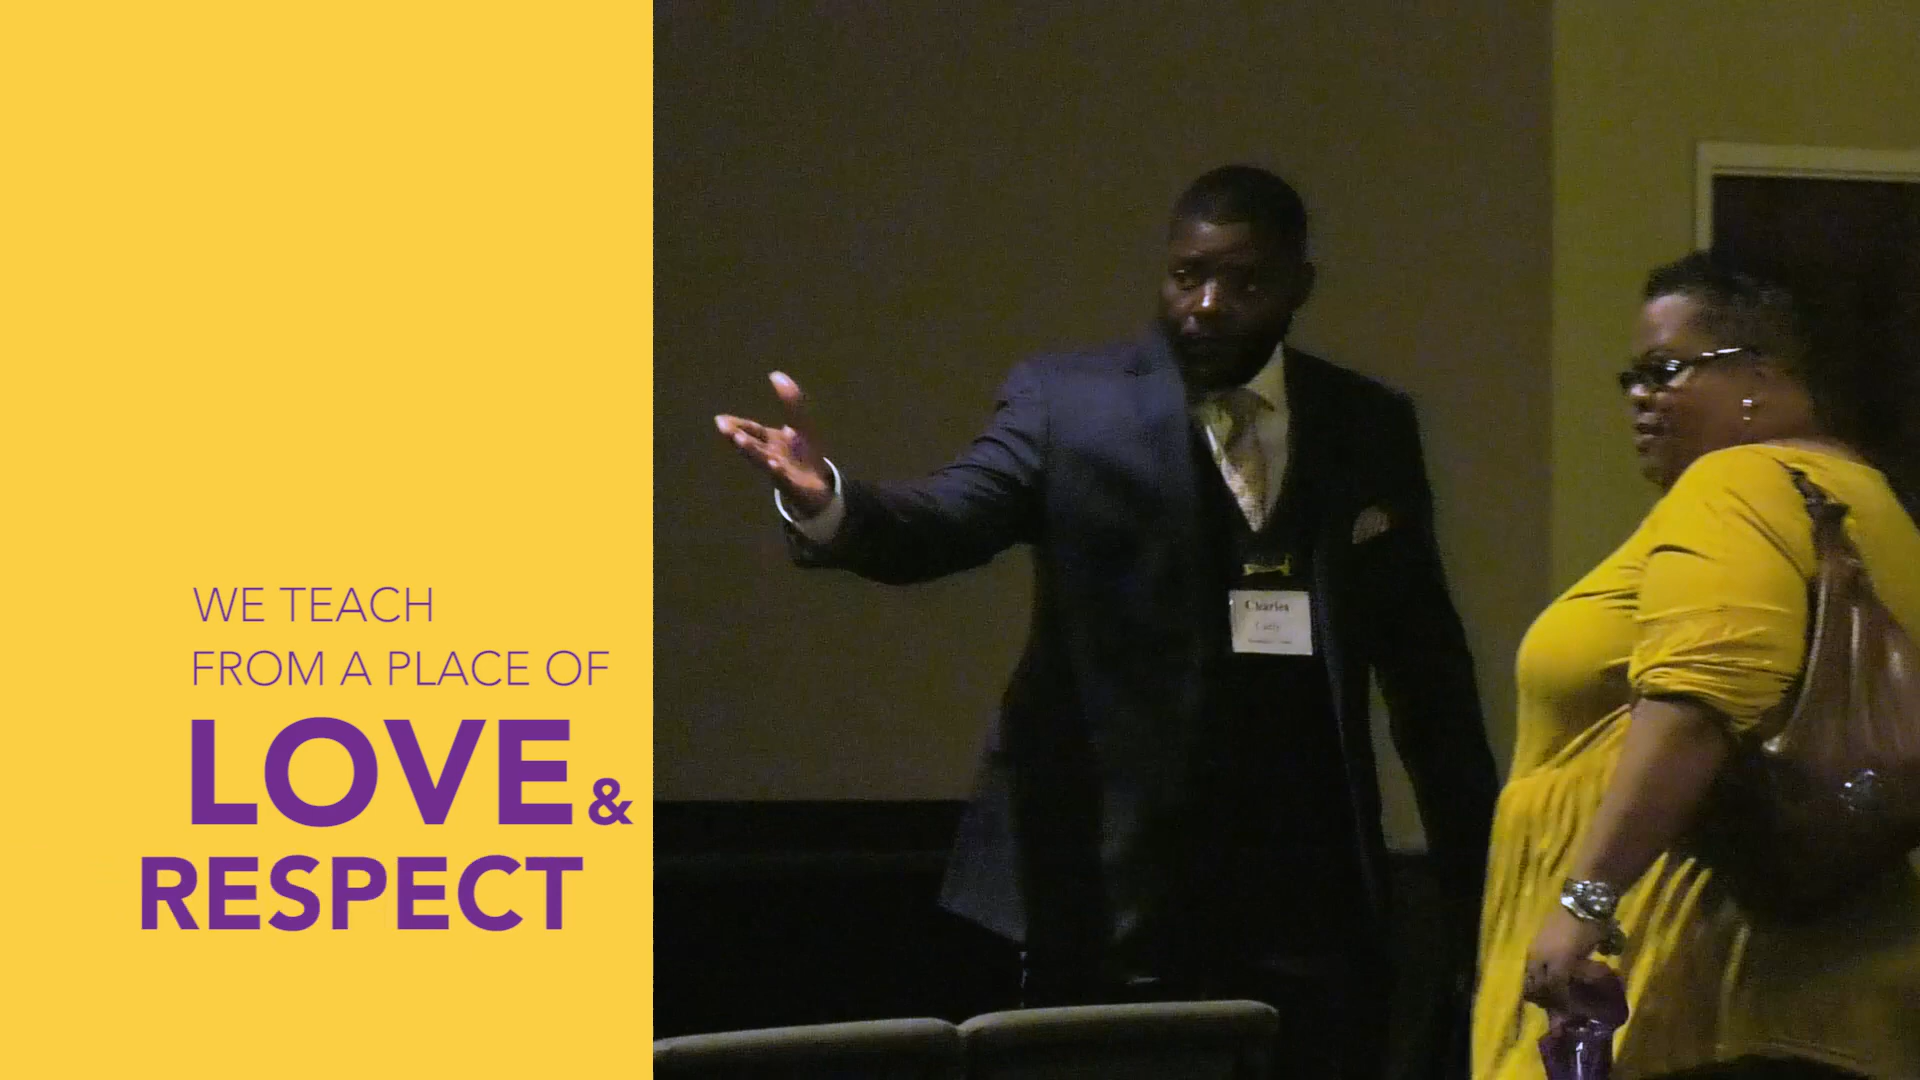 WE TEACH
FROM A PLACE OF
LOVE &
RESPECT
Charles